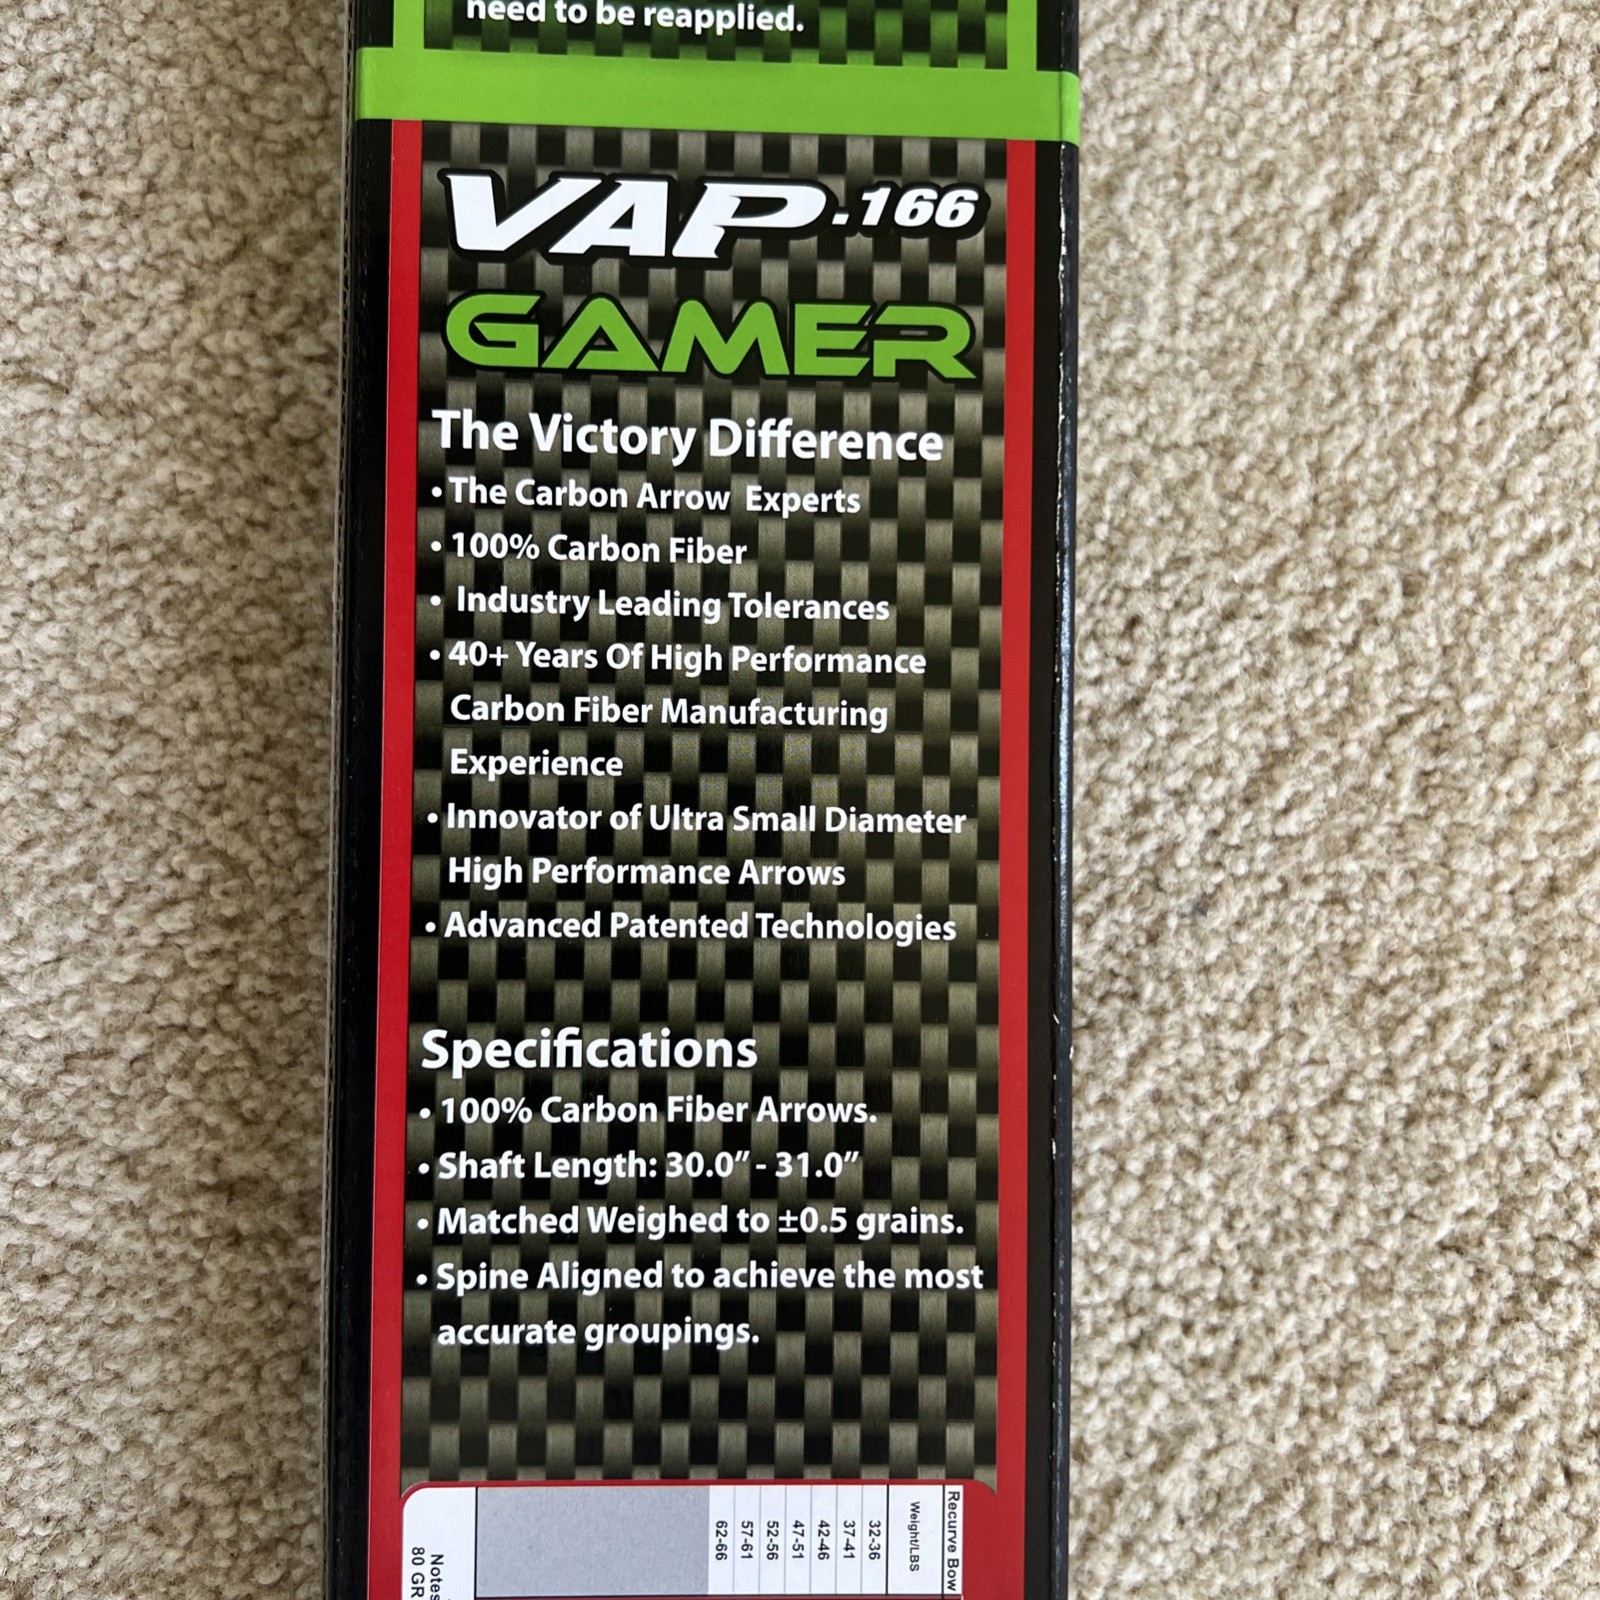 need to be reapplied.
VAP.166
GAMER
The Victory Difference
• The Carbon Arrow Experts
• 100% Carbon Fiber
• Industry Leading Tolerances
• 40+ Years Of High Performance
Carbon Fiber Manufacturing
Experience
• Innovator of Ultra Small Diameter
High Performance Arrows
• Advanced Patented Technologies
Specifications
• 100% Carbon Fiber Arrows.
• Shaft Length: 30.0” - 31.0”
• Matched Weighed to ±0.5 grains.
• Spine Aligned to achieve the most
accurate groupings.
Recurve Bow
Weight/LBS
32-36
37-41
42-46
47-51
52-56
57-61
62-66
Notes
80 GR